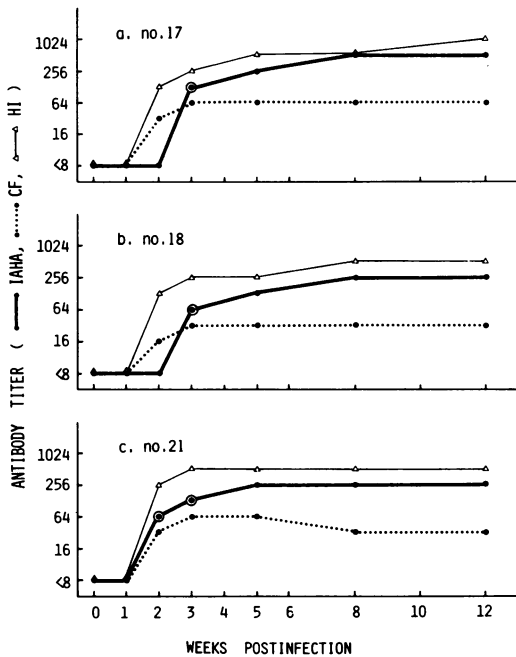 ANTIBODY TITER ( IAHA, CF, HI )
a. no.17
1024
256
64
16
<8
b. no.18
1024
256
64
16
<8
c. no.21
1024
256
64
16
<8
0 1 2 3 4 5 6 8 10 12
WEEKS POSTINFECTION